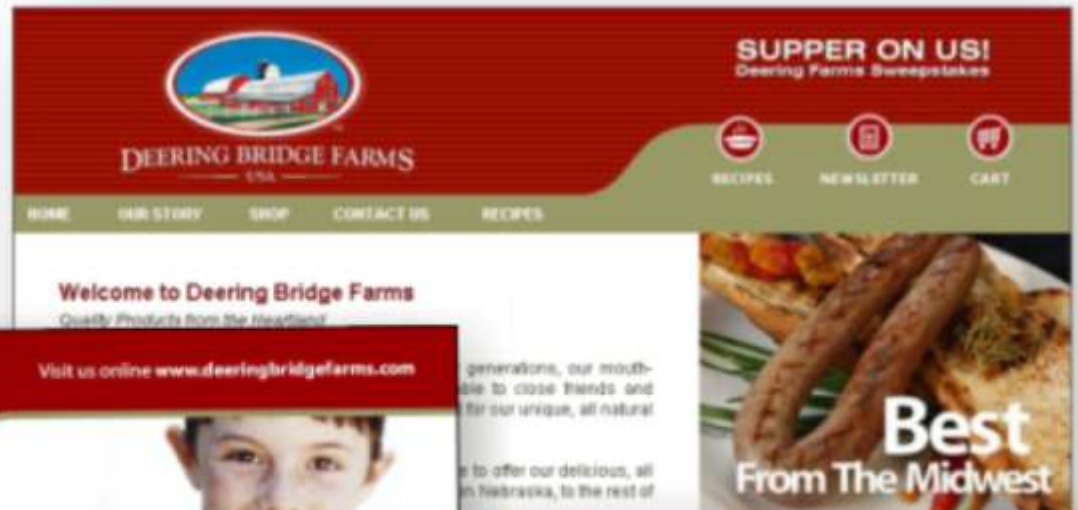 SUPPER ON US!
Deering Farms Sweepstakes
DEERING BRIDGE FARMS
USA
RECIPES NEWSLETTER CART
HOME OUR STORY SHOP CONTACT US RECIPES
Welcome to Deering Bridge Farms
Quality Products from the Heartland
Visit us online www.deeringbridgefarms.com
generations, our mouth-
to close friends and
for our unique, all natural
to offer our delicious, all
Nebraska, to the rest of
Best
From The Midwest